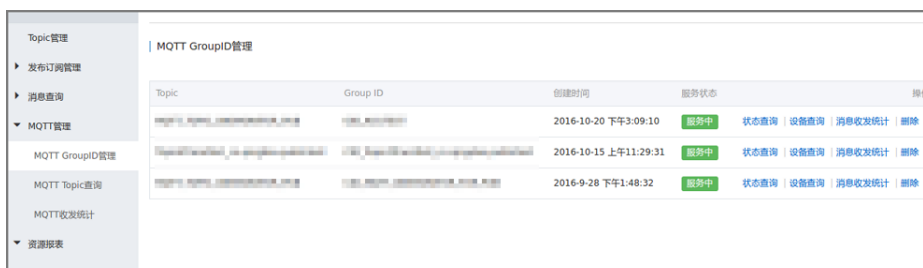 Topic管理
发布订阅管理
消息查询
MQTT管理
MQTT GroupID管理
MQTT Topic查询
MQTT收发统计
资源报表
MQTT GroupID管理
Topic Group ID 创建时间 服务状态
2016-10-20 下午3:09:10 服务中 状态查询 | 设备查询 | 消息收发统计 | 删除
2016-10-15 上午11:29:31 服务中 状态查询 | 设备查询 | 消息收发统计 | 删除
2016-9-28 下午1:48:32 服务中 状态查询 | 设备查询 | 消息收发统计 | 删除